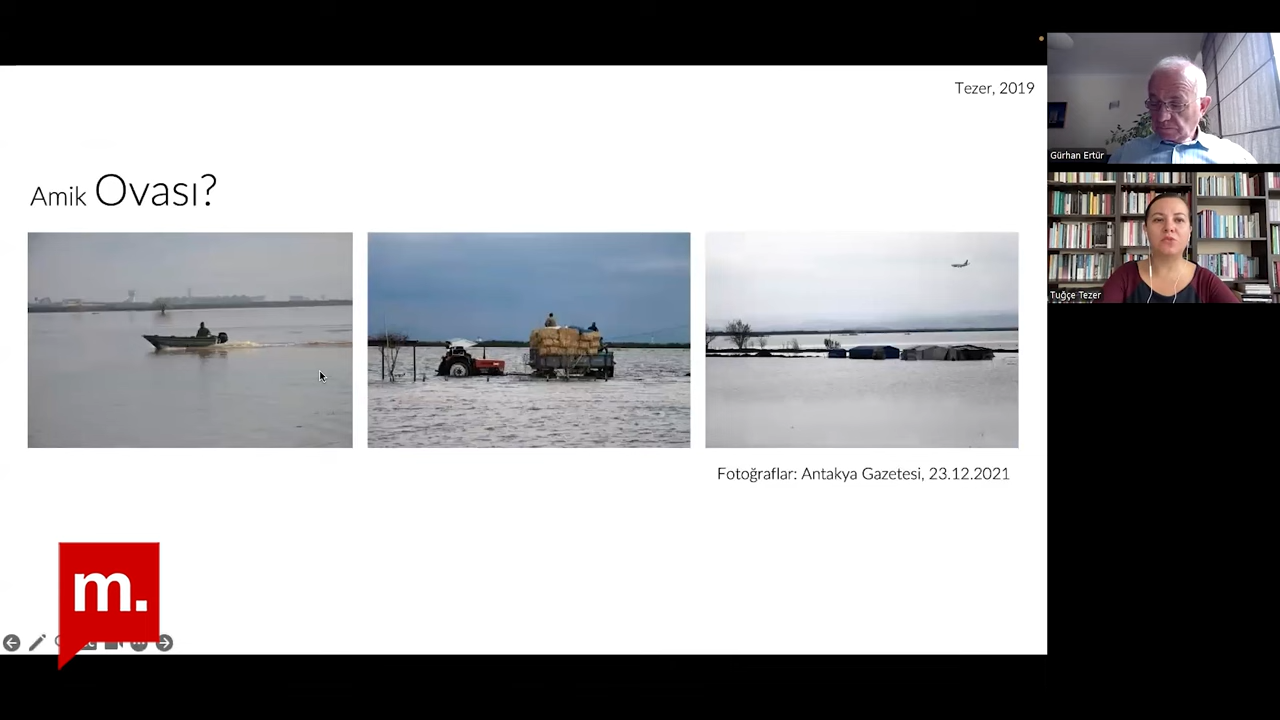 Tezer, 2019
Amik Ovası?
Fotoğraflar: Antakya Gazetesi, 23.12.2021
m.
Gürhan Ertür
Tuğçe Tezer